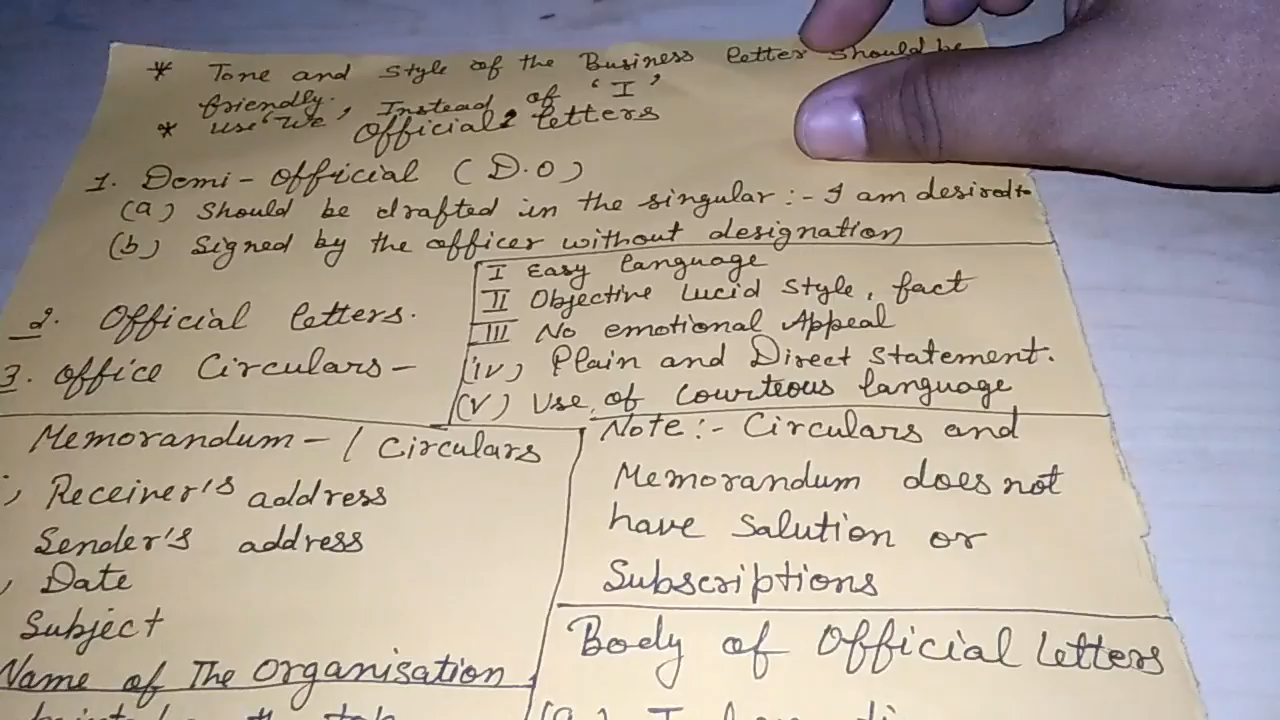 * Tone and Style of the Business letter should be
friendly.
* use 'We', Instead of 'I'
Official letters
1. Demi-Official (D.O)
(a) Should be drafted in the singular :- I am desired to
(b) Signed by the officer without designation
I Easy language
II Objective Lucid Style, fact
2. Official letters.
III No emotional Appeal
3. office Circulars -
(iv) Plain and Direct Statement.
(v) Use of Courteous language
Memorandum - / Circulars
Receiver's address
Sender's address
Date
Subject
Name of The Organisation
Note :- Circulars and
Memorandum does not
have Salution or
Subscriptions
Body of Official Letters